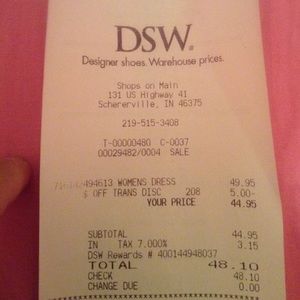 DSW®
Designer shoes. Warehouse prices.
Shops on Main
131 US Highway 41
Schererville, IN 46375
219-515-3408
T-00000480 C-0037
00029482/0004 SALE
716142494613 WOMENS DRESS 49.95
$ OFF TRANS DISC 208 5.00-
YOUR PRICE 44.95
SUBTOTAL 44.95
IN TAX 7.000% 3.15
DSW Rewards # 400144948037
TOTAL 48.10
CHECK 48.10
CHANGE DUE 0.00